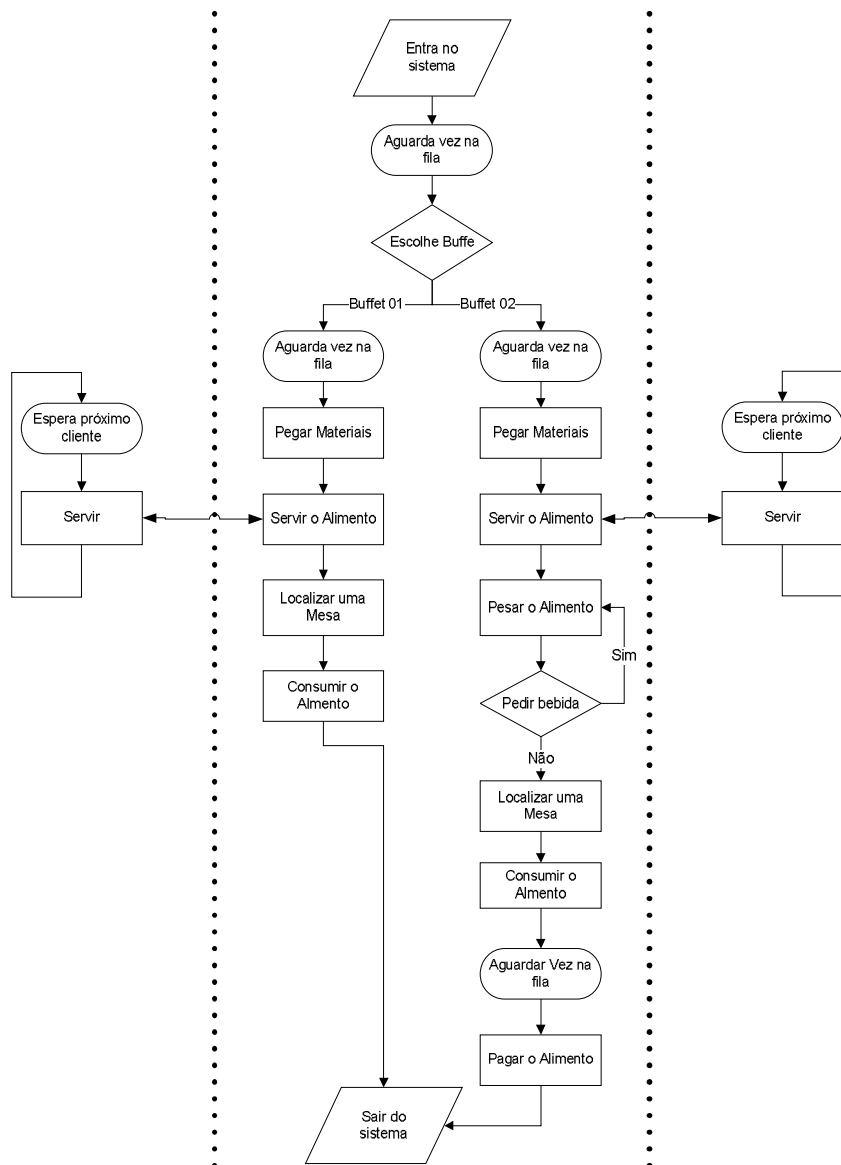 Entra no
sistema
Aguarda vez na
fila
Escolhe Buffe
Buffet 01
Buffet 02
Aguarda vez na
fila
Aguarda vez na
fila
Espera próximo
cliente
Pegar Materiais
Pegar Materiais
Espera próximo
cliente
Servir
Servir o Alimento
Servir o Alimento
Servir
Localizar uma
Mesa
Pesar o Alimento
Sim
Consumir o
Almento
Pedir bebida
Não
Localizar uma
Mesa
Consumir o
Almento
Aguardar Vez na
fila
Pagar o Alimento
Sair do
sistema